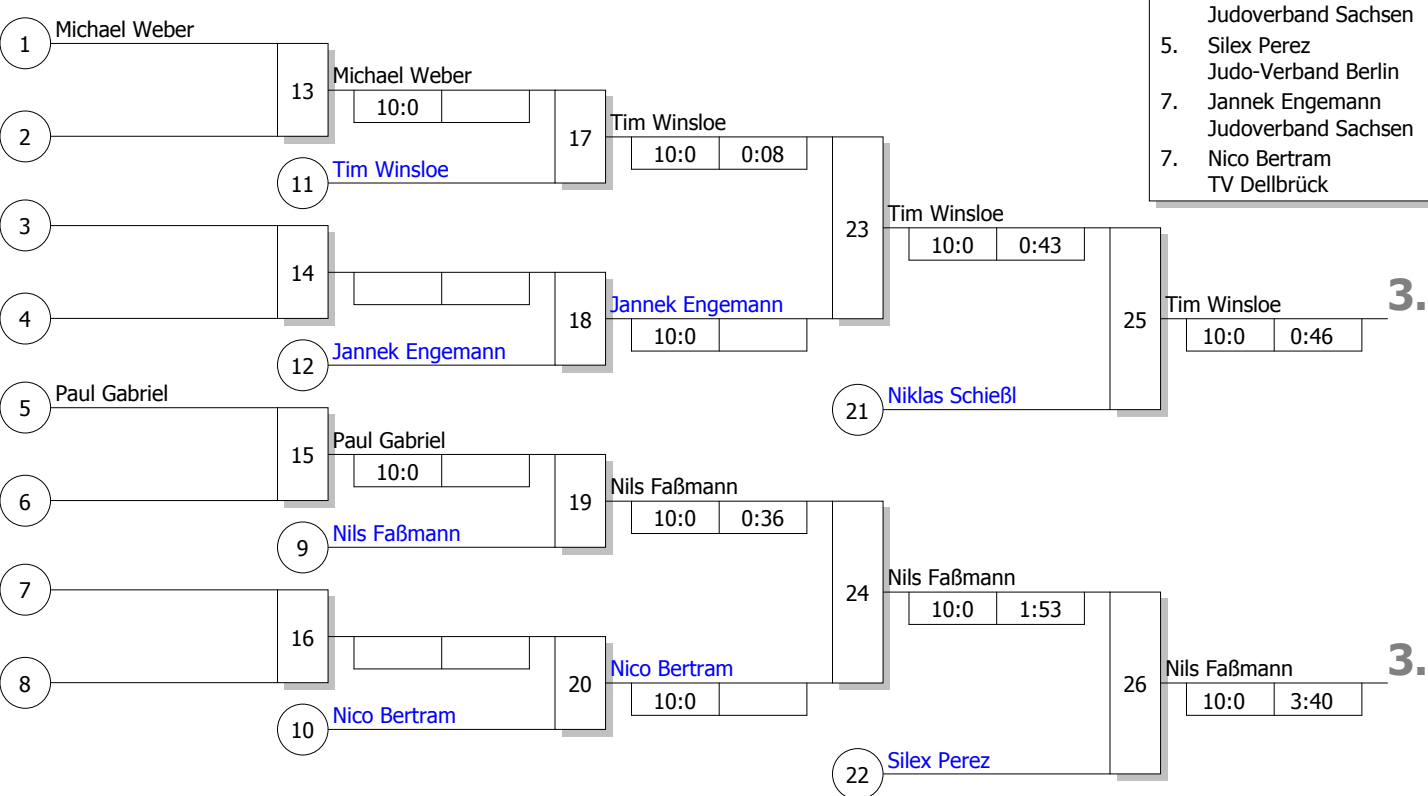 Judoverband Sachsen
5. Silex Perez
Judo-Verband Berlin
7. Jannek Engemann
Judoverband Sachsen
7. Nico Bertram
TV Dellbrück
1 Michael Weber
13 Michael Weber
10:0
2
17 Tim Winsloe
10:0 0:08
11 Tim Winsloe
3
23 Tim Winsloe
10:0 0:43
14
4
18 Jannek Engemann
10:0
12 Jannek Engemann
25 Tim Winsloe 3.
10:0 0:46
21 Niklas Schießl
5 Paul Gabriel
15 Paul Gabriel
10:0
6
19 Nils Faßmann
10:0 0:36
9 Nils Faßmann
7
24 Nils Faßmann
10:0 1:53
16
8
20 Nico Bertram
10:0
10 Nico Bertram
26 Nils Faßmann 3.
10:0 3:40
22 Silex Perez